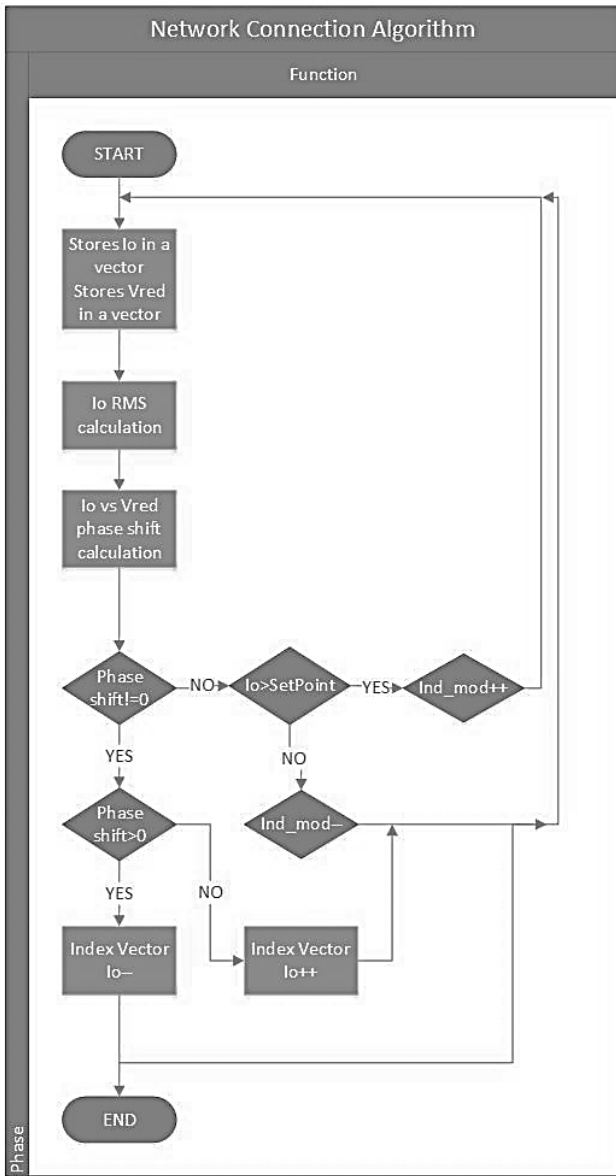 Network Connection Algorithm
Function
START
Stores Io in a
vector
Stores Vred
in a vector
Io RMS
calculation
Io vs Vred
phase shift
calculation
Phase
shift!=0
NO
Io>SetPoint
YES
Ind_mod++
YES
NO
Phase
shift>0
Ind_mod--
YES
NO
Index Vector
Io--
Index Vector
Io++
END
Phase